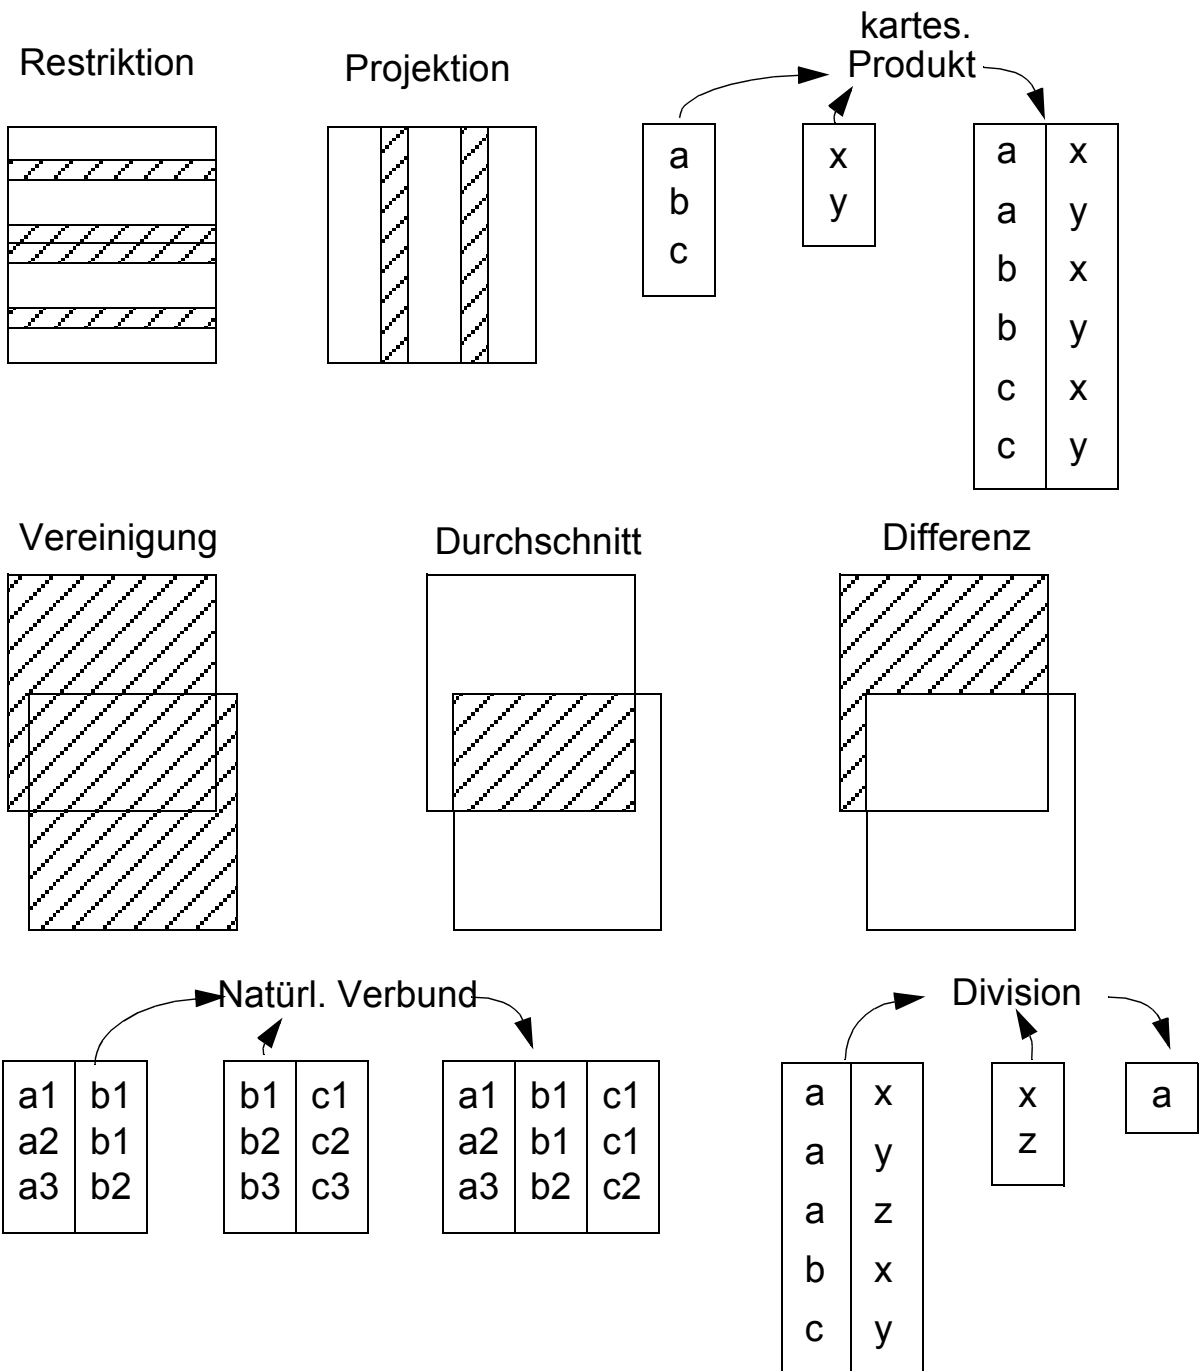 Restriktion
Projektion
kartes.
Produkt
a
b
c
x
y
a x
a y
b x
b y
c x
c y
Vereinigung
Durchschnitt
Differenz
Natürl. Verbund
a1 b1
a2 b1
a3 b2
b1 c1
b2 c2
b3 c3
a1 b1 c1
a2 b1 c1
a3 b2 c2
Division
a x
a y
a z
b x
c y
x
z
a